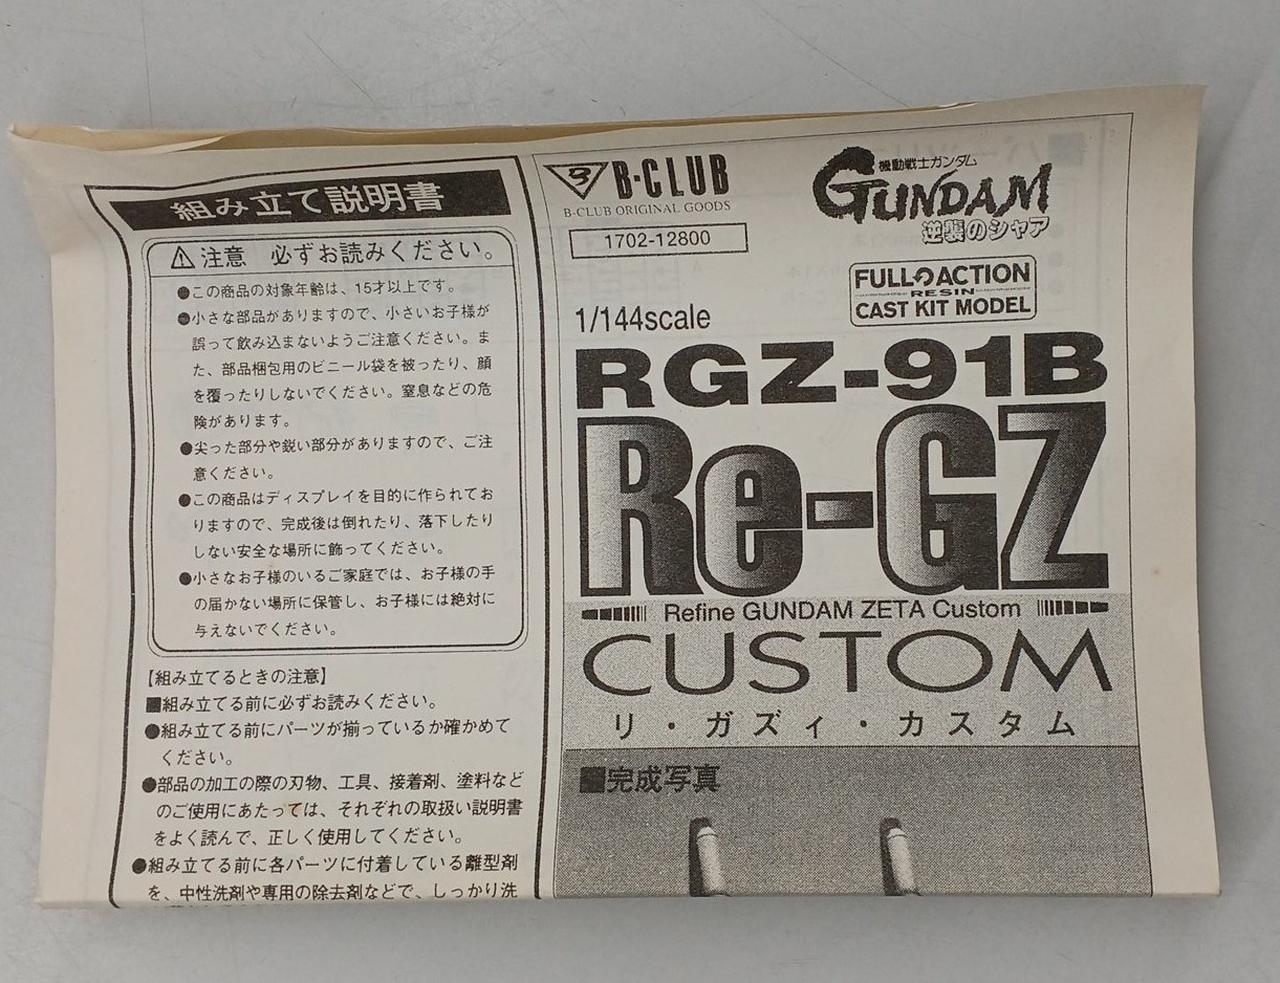 組み立て説明書
⚠注意 必ずお読みください。
●この商品の対象年齢は、15才以上です。
●小さな部品がありますので、小さいお子様が
誤って飲み込まないようご注意ください。ま
た、部品梱包用のビニール袋を被ったり、顔
を覆ったりしないでください。窒息などの危
険があります。
●尖った部分や鋭い部分がありますので、ご注
意ください。
●この商品はディスプレイを目的に作られてお
りますので、完成後は倒れたり、落下したり
しない安全な場所に飾ってください。
●小さなお子様のいるご家庭では、お子様の手
の届かない場所に保管し、お子様には絶対に
与えないでください。
【組み立てるときの注意】
■組み立てる前に必ずお読みください。
●組み立てる前にパーツが揃っているか確かめて
ください。
●部品の加工の際の刃物、工具、接着剤、塗料など
のご使用にあたっては、それぞれの取扱い説明書
をよく読んで、正しく使用してください。
●組み立てる前に各パーツに付着している離型剤
を、中性洗剤や専用の除去剤などで、しっかり洗
B-CLUB
B-CLUB ORIGINAL GOODS
1702-12800
機動戦士ガンダム
GUNDAM
逆襲のシャア
FULL ACTION
RESIN
CAST KIT MODEL
1/144scale
RGZ-91B
Re-GZ
Refine GUNDAM ZETA Custom
CUSTOM
リ・ガズィ・カスタム
■完成写真